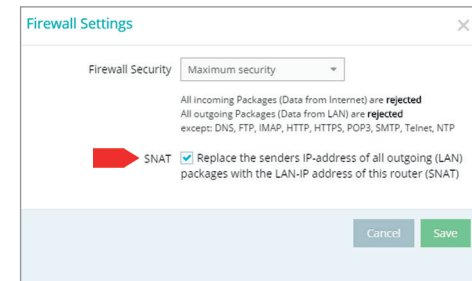 Firewall Settings
Firewall Security Maximum security
All incoming Packages (Data from Internet) are rejected
All outgoing Packages (Data from LAN) are rejected
except: DNS, FTP, IMAP, HTTP, HTTPS, POP3, SMTP, Telnet, NTP
SNAT Replace the senders IP-address of all outgoing (LAN)
packages with the LAN-IP address of this router (SNAT)
Cancel Save